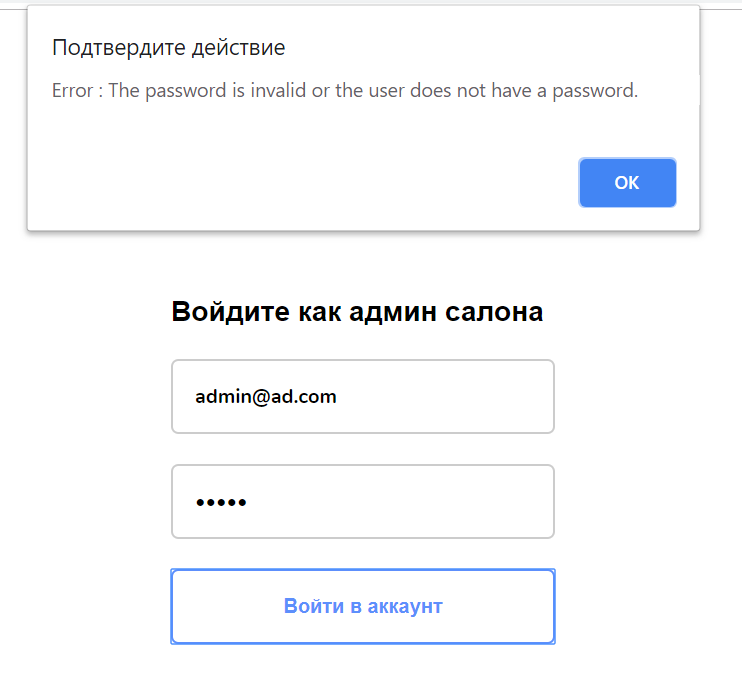 Подтвердите действие
Error : The password is invalid or the user does not have a password.
OK
Войдите как админ салона
admin@ad.com
•••••
Войти в аккаунт